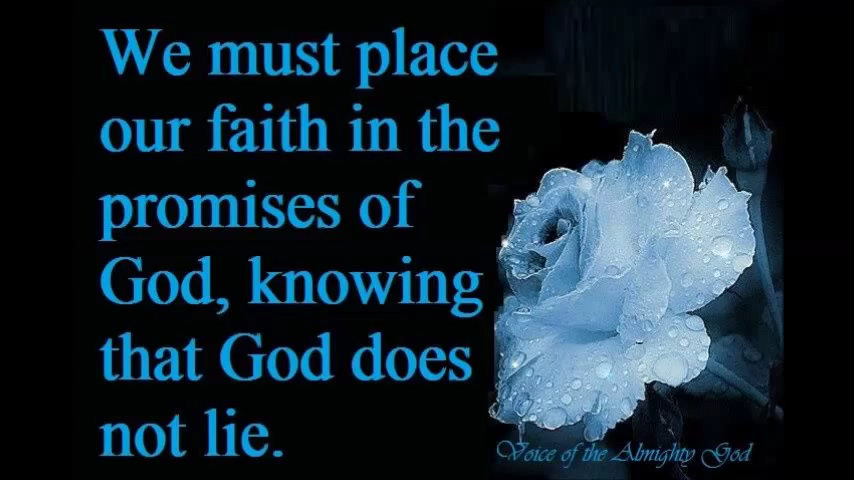 We must place
our faith in the
promises of
God, knowing
that God does
not lie.
Voice of the Almighty God